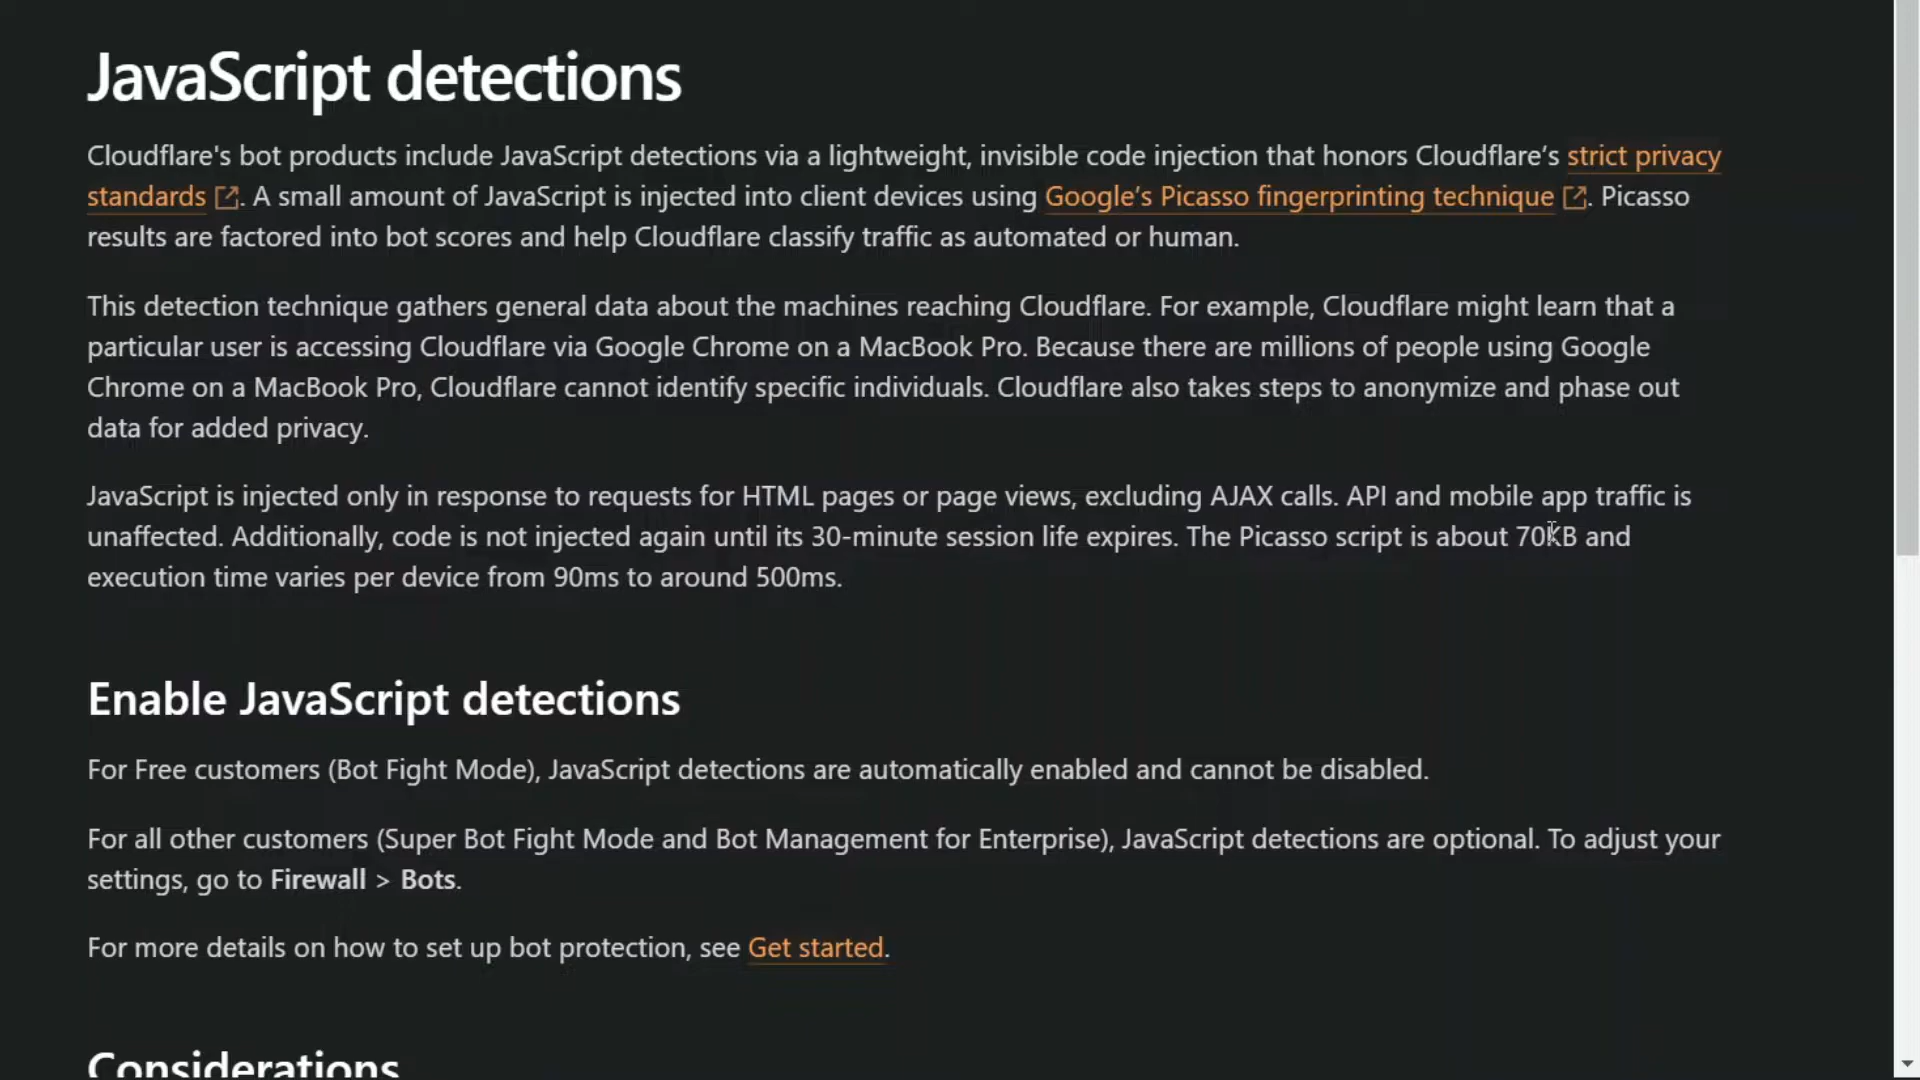 JavaScript detections
Cloudflare's bot products include JavaScript detections via a lightweight, invisible code injection that honors Cloudflare’s strict privacy
standards. A small amount of JavaScript is injected into client devices using Google’s Picasso fingerprinting technique. Picasso
results are factored into bot scores and help Cloudflare classify traffic as automated or human.
This detection technique gathers general data about the machines reaching Cloudflare. For example, Cloudflare might learn that a
particular user is accessing Cloudflare via Google Chrome on a MacBook Pro. Because there are millions of people using Google
Chrome on a MacBook Pro, Cloudflare cannot identify specific individuals. Cloudflare also takes steps to anonymize and phase out
data for added privacy.
JavaScript is injected only in response to requests for HTML pages or page views, excluding AJAX calls. API and mobile app traffic is
unaffected. Additionally, code is not injected again until its 30-minute session life expires. The Picasso script is about 70KB and
execution time varies per device from 90ms to around 500ms.
Enable JavaScript detections
For Free customers (Bot Fight Mode), JavaScript detections are automatically enabled and cannot be disabled.
For all other customers (Super Bot Fight Mode and Bot Management for Enterprise), JavaScript detections are optional. To adjust your
settings, go to Firewall > Bots.
For more details on how to set up bot protection, see Get started.
Considerations